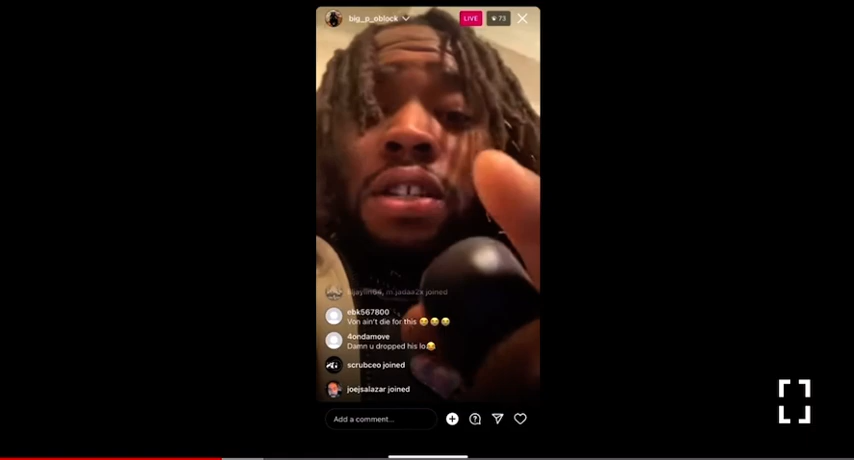 big_p_oblock
LIVE
73
joined
ebk567800
Von ain't die for this 😂😂😂
4ondamove
Damn u dropped his lo😂
scrubceo joined
joejsalazar joined
Add a comment...